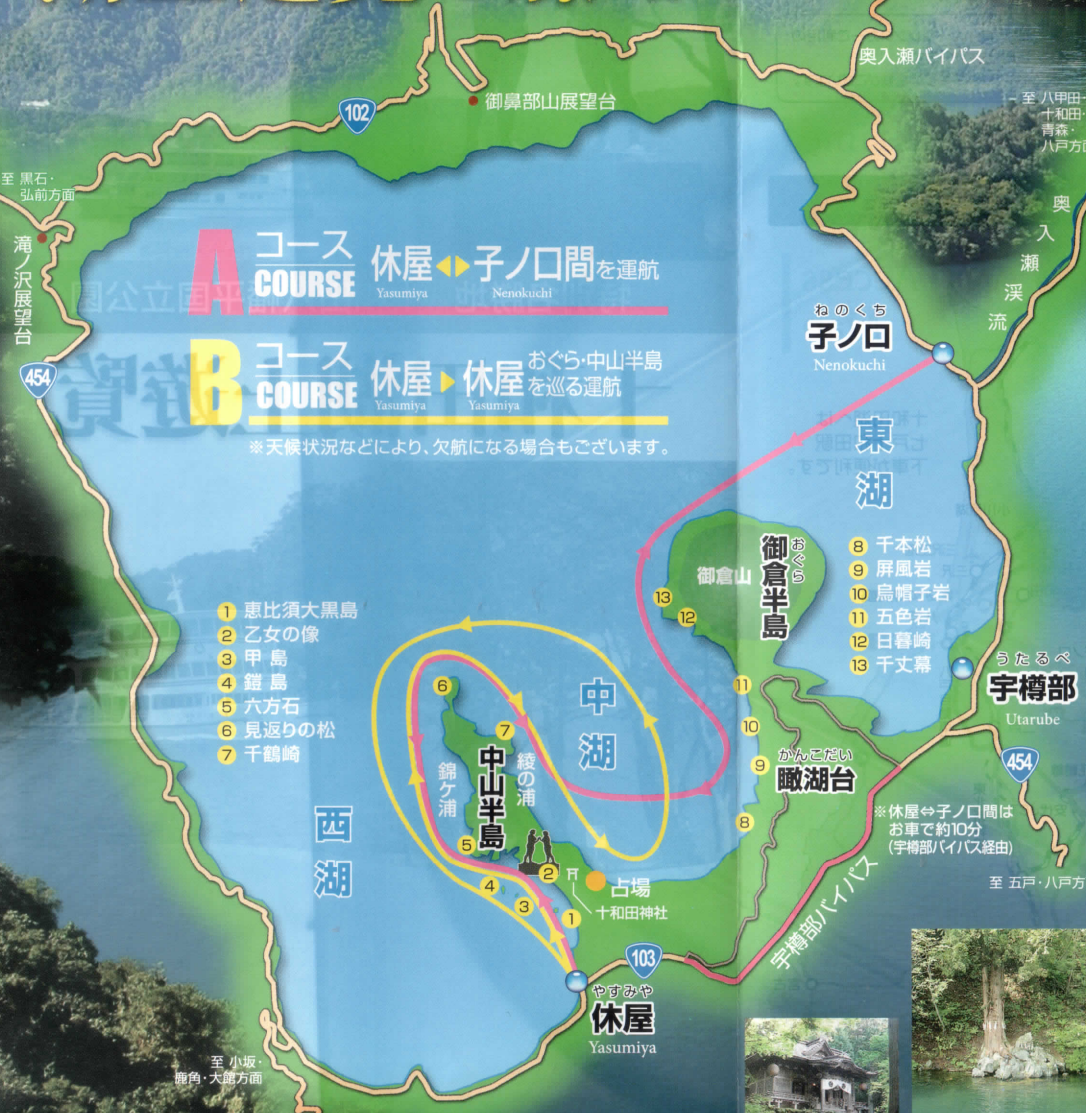 奥入瀬バイパス
御鼻部山展望台
102
至 八甲田・
十和田・
青森・
八戸方面
至 黒石・
弘前方面
奥入瀬渓流
滝ノ沢展望台
454
A コース COURSE
休屋 子ノ口間を運航
Yasumiya Nenokuchi
B コース COURSE
休屋 休屋 おぐら・中山半島
を巡る運航
Yasumiya Yasumiya
※天候状況などにより、欠航になる場合もございます。
ねのくち
子ノ口
Nenokuchi
東湖
おぐら
御倉半島
御倉山
8 千本松
9 屏風岩
10 烏帽子岩
11 五色岩
12 日暮崎
13 千丈幕
1 恵比須大黒島
2 乙女の像
3 甲島
4 鎧島
5 六方石
6 見返りの松
7 千鶴崎
13
12
11
10
9
8
6
7
5
4
3
2
1
中湖
綾の浦
中山半島
錦ケ浦
西湖
うたるべ
宇樽部
Utarube
454
かんこだい
瞰湖台
※休屋⇔子ノ口間は
お車で約10分
(宇樽部バイパス経由)
至 五戸・八戸方
占場
十和田神社
宇樽部バイパス
103
やすみや
休屋
Yasumiya
至 小坂・
鹿角・大館方面